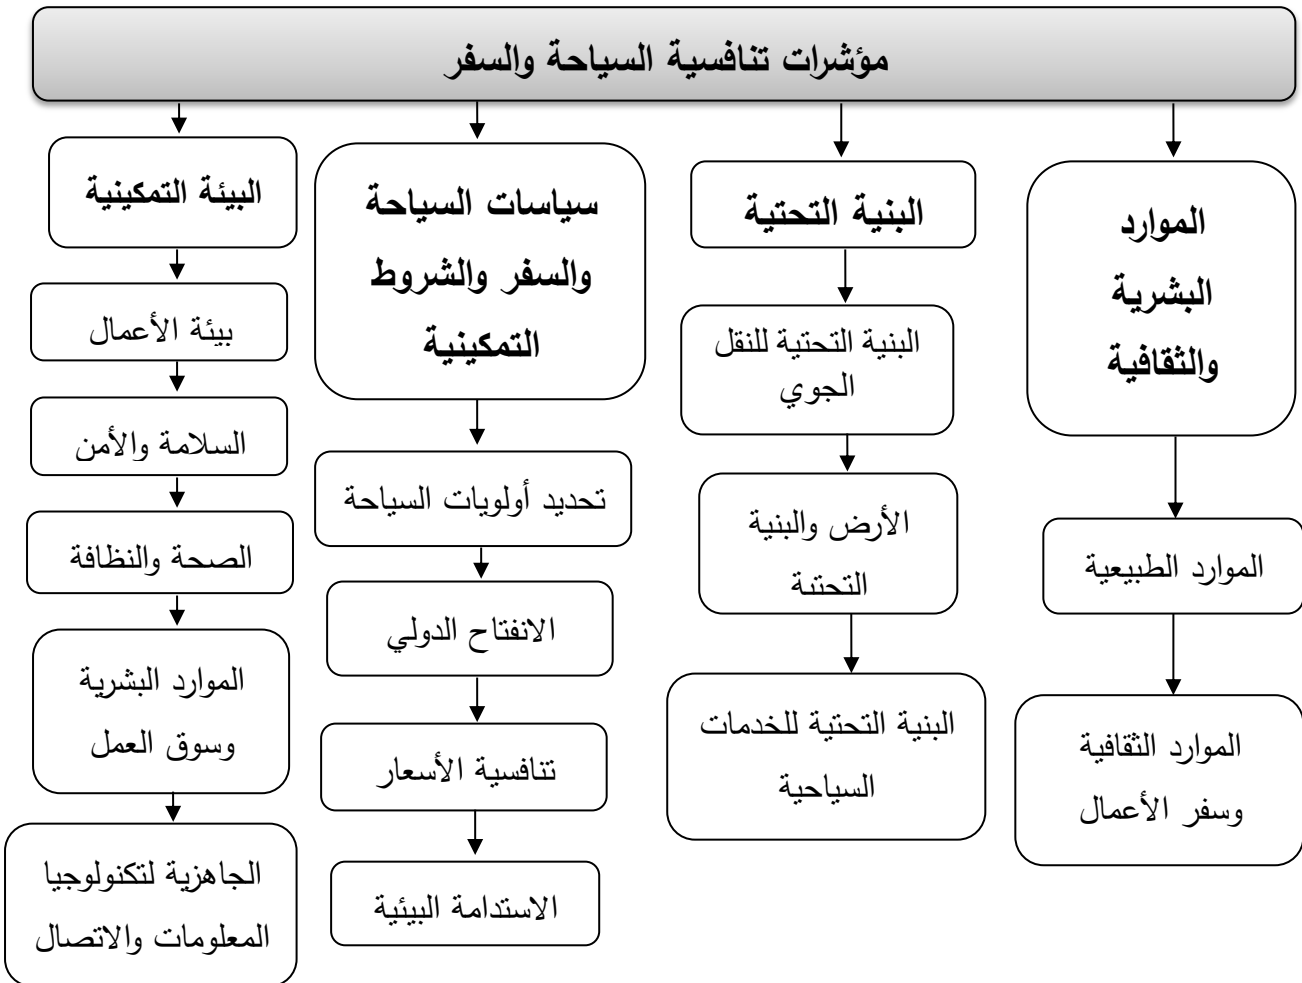 مؤشرات تنافسية السياحة والسفر
الموارد
البشرية
والثقافية
الموارد الطبيعية
الموارد الثقافية
وسفر الأعمال
البنية التحتية
البنية التحتية للنقل
الجوي
الأرض والبنية
التحتية
البنية التحتية للخدمات
السياحية
سياسات السياحة
والسفر والشروط
التمكينية
تحديد أولويات السياحة
الانفتاح الدولي
تنافسية الأسعار
الاستدامة البيئية
البيئة التمكينية
بيئة الأعمال
السلامة والأمن
الصحة والنظافة
الموارد البشرية
وسوق العمل
الجاهزية لتكنولوجيا
المعلومات والاتصال